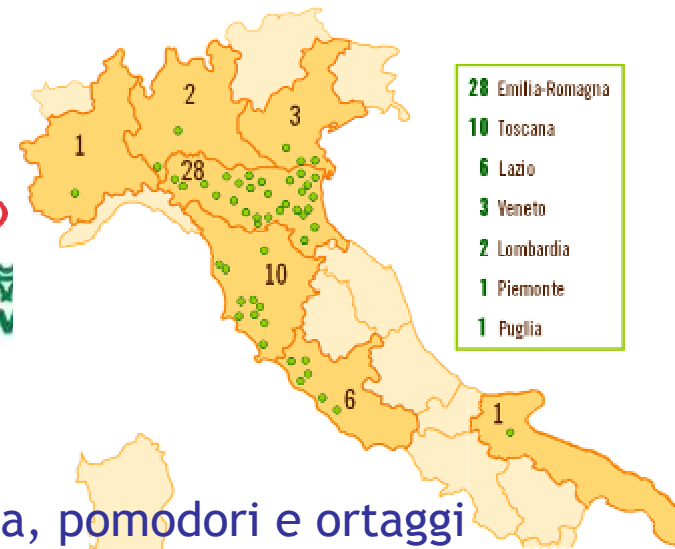 2
3
1
28
10
6
1
28 Emilia-Romagna
10 Toscana
6 Lazio
3 Veneto
2 Lombardia
1 Piemonte
1 Puglia
a, pomodori e ortaggi